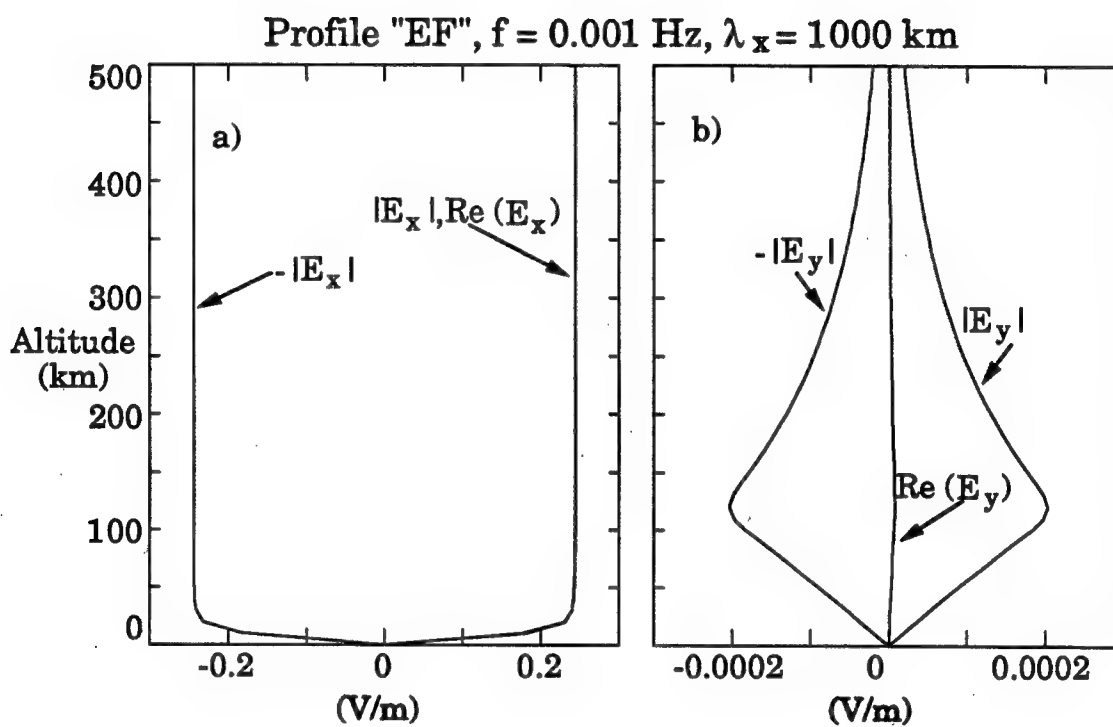 Profile "EF", f = 0.001 Hz, λx = 1000 km
500
400
300
Altitude
(km)
200
100
0
a)
|Ex|,Re(Ex)
-|Ex|
-0.2
0
0.2
(V/m)
b)
-|Ey|
|Ey|
Re(Ey)
-0.0002
0
0.0002
(V/m)